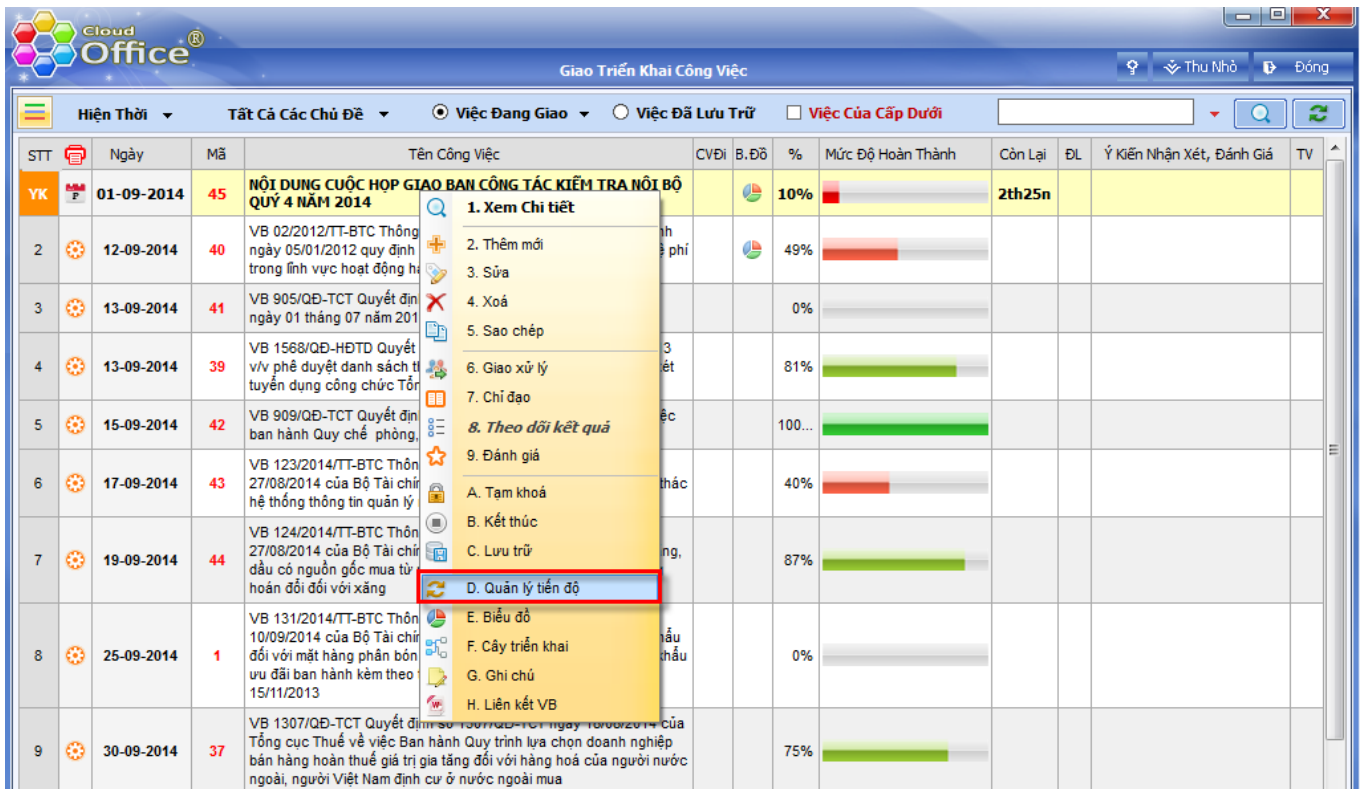 Cloud
Office®
Giao Triển Khai Công Việc
Thu Nhỏ Đóng
Hiện Thời Tất Cả Các Chủ Đề Việc Đang Giao Việc Đã Lưu Trữ Việc Của Cấp Dưới
STT Ngày Mã Tên Công Việc CVĐi B.Đồ % Mức Độ Hoàn Thành Còn Lại ĐL Ý Kiến Nhận Xét, Đánh Giá TV
YK P 01-09-2014 45 NỘI DUNG CUỘC HỌP GIAO BAN CÔNG TÁC KIỂM TRA NỘI BỘ 10% 2th25n
QUÝ 4 NĂM 2014
1. Xem Chi tiết
2. Thêm mới
3. Sửa
4. Xoá
5. Sao chép
6. Giao xử lý
7. Chỉ đạo
8. Theo dõi kết quả
9. Đánh giá
A. Tạm khoá
B. Kết thúc
C. Lưu trữ
D. Quản lý tiến độ
E. Biểu đồ
F. Cây triển khai
G. Ghi chú
H. Liên kết VB
2 12-09-2014 40 49%
VB 02/2012/TT-BTC Thông
ngày 05/01/2012 quy định phí
trong lĩnh vực hoạt động
3 13-09-2014 41 0%
VB 905/QĐ-TCT Quyết
ngày 01 tháng 07 năm 201
4 13-09-2014 39 81%
VB 1568/QĐ-HĐTD Quyết 3
v/v phê duyệt danh sách
tuyển dụng công chức
5 15-09-2014 42 100...
VB 909/QĐ-TCT Quyết
ban hành Quy chế phòng,
6 17-09-2014 43 40%
VB 123/2014/TT-BTC
27/08/2014 của Bộ Tài thác
hệ thống thông tin quản lý
7 19-09-2014 44 87%
VB 124/2014/TT-BTC
27/08/2014 của Bộ Tài
dầu có nguồn gốc mua từ
hoán đổi đối với xăng
8 25-09-2014 1 0%
VB 131/2014/TT-BTC
10/09/2014 của Bộ Tài
đối với mặt hàng phân bón
ưu đãi ban hành kèm theo
15/11/2013
9 30-09-2014 37 75%
VB 1307/QĐ-TCT Quyết định số 1307/QĐ-TCT ngày 18/08/2014 của
Tổng cục Thuế về việc Ban hành Quy trình lựa chọn doanh nghiệp
bán hàng hoàn thuế giá trị gia tăng đối với hàng hoá của người nước
ngoài, người Việt Nam định cư ở nước ngoài mua